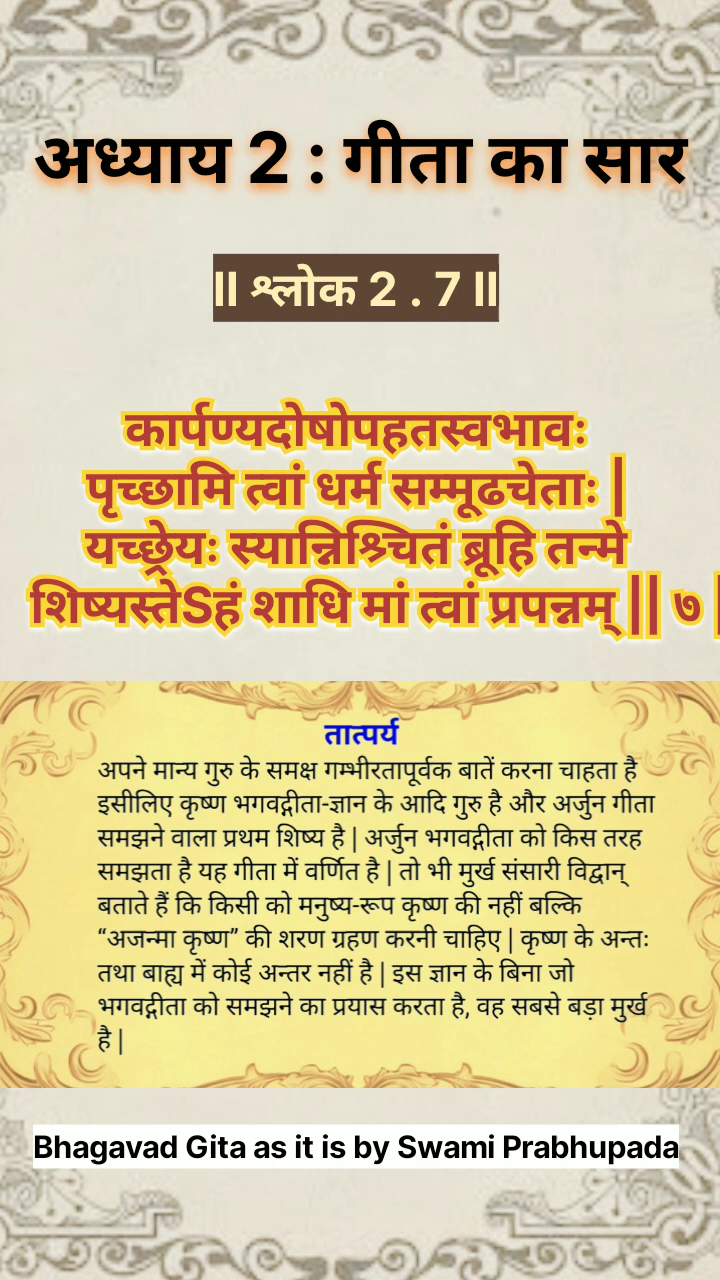 अध्याय 2 : गीता का सार
॥ श्लोक 2 . 7 ॥
कार्पण्यदोषोपहतस्वभावः
पृच्छामि त्वां धर्म सम्मूढचेताः |
यच्छ्रेयः स्यान्निश्र्चितं ब्रूहि तन्मे
शिष्यस्तेSहं शाधि मां त्वां प्रपन्नम् || ७ |
तात्पर्य
अपने मान्य गुरु के समक्ष गम्भीरतापूर्वक बातें करना चाहता है
इसीलिए कृष्ण भगवद्गीता-ज्ञान के आदि गुरु है और अर्जुन गीता
समझने वाला प्रथम शिष्य है | अर्जुन भगवद्गीता को किस तरह
समझता है यह गीता में वर्णित है | तो भी मुर्ख संसारी विद्वान्
बताते हैं कि किसी को मनुष्य-रूप कृष्ण की नहीं बल्कि
“अजन्मा कृष्ण” की शरण ग्रहण करनी चाहिए | कृष्ण के अन्तः
तथा बाह्य में कोई अन्तर नहीं है | इस ज्ञान के बिना जो
भगवद्गीता को समझने का प्रयास करता है, वह सबसे बड़ा मुर्ख
है |
Bhagavad Gita as it is by Swami Prabhupada